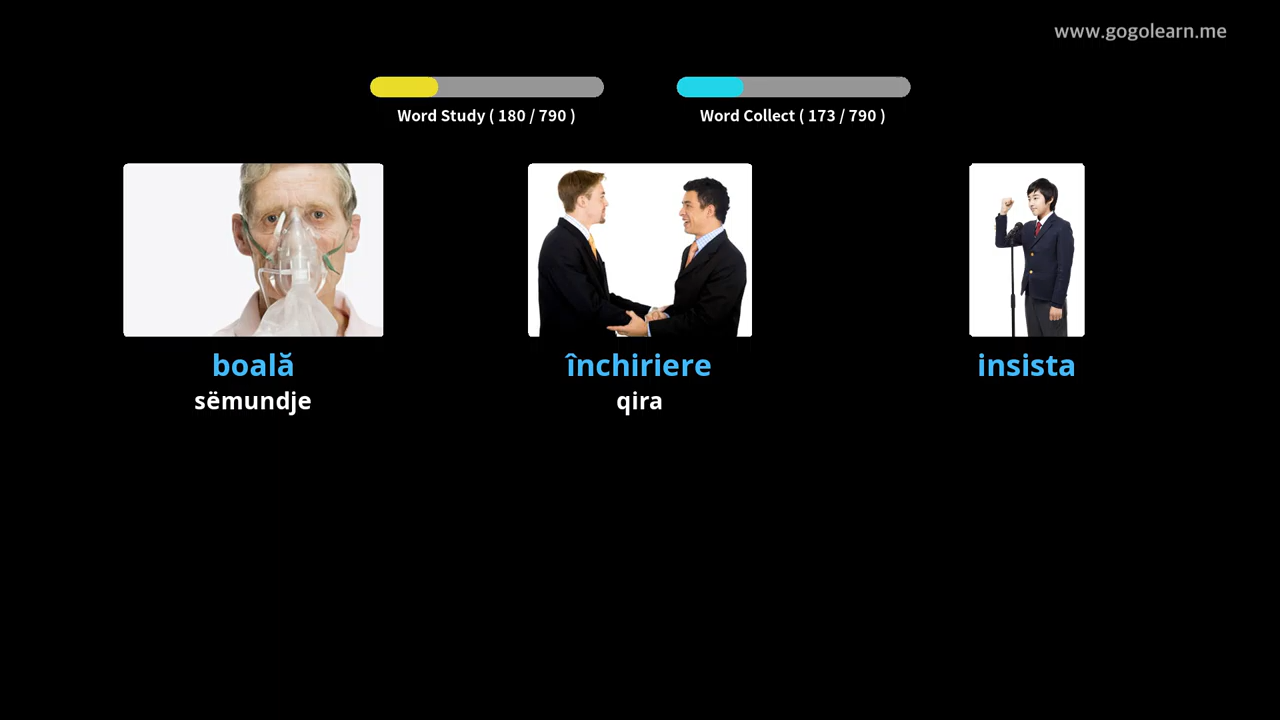 www.gogolearn.me
Word Study ( 180 / 790 )
Word Collect ( 173 / 790 )
boală
sëmundje
închiriere
qira
insista